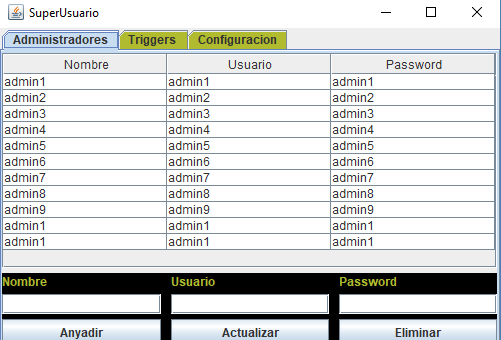 SuperUsuario
Administradores Triggers Configuracion
Nombre Usuario Password
admin1 admin1 admin1
admin2 admin2 admin2
admin3 admin3 admin3
admin4 admin4 admin4
admin5 admin5 admin5
admin6 admin6 admin6
admin7 admin7 admin7
admin8 admin8 admin8
admin9 admin9 admin9
admin1 admin1 admin1
admin1 admin1 admin1
Nombre Usuario Password
Anyadir Actualizar Eliminar